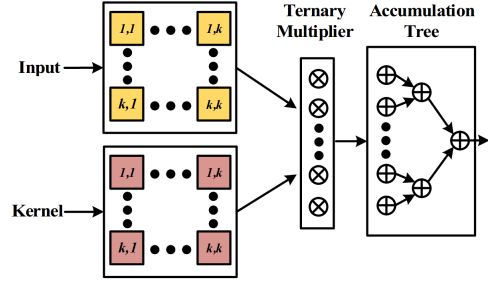 Ternary
Multiplier
Accumulation
Tree
Input
1,1
1,k
k,1
k,k
Kernel
1,1
1,k
k,1
k,k